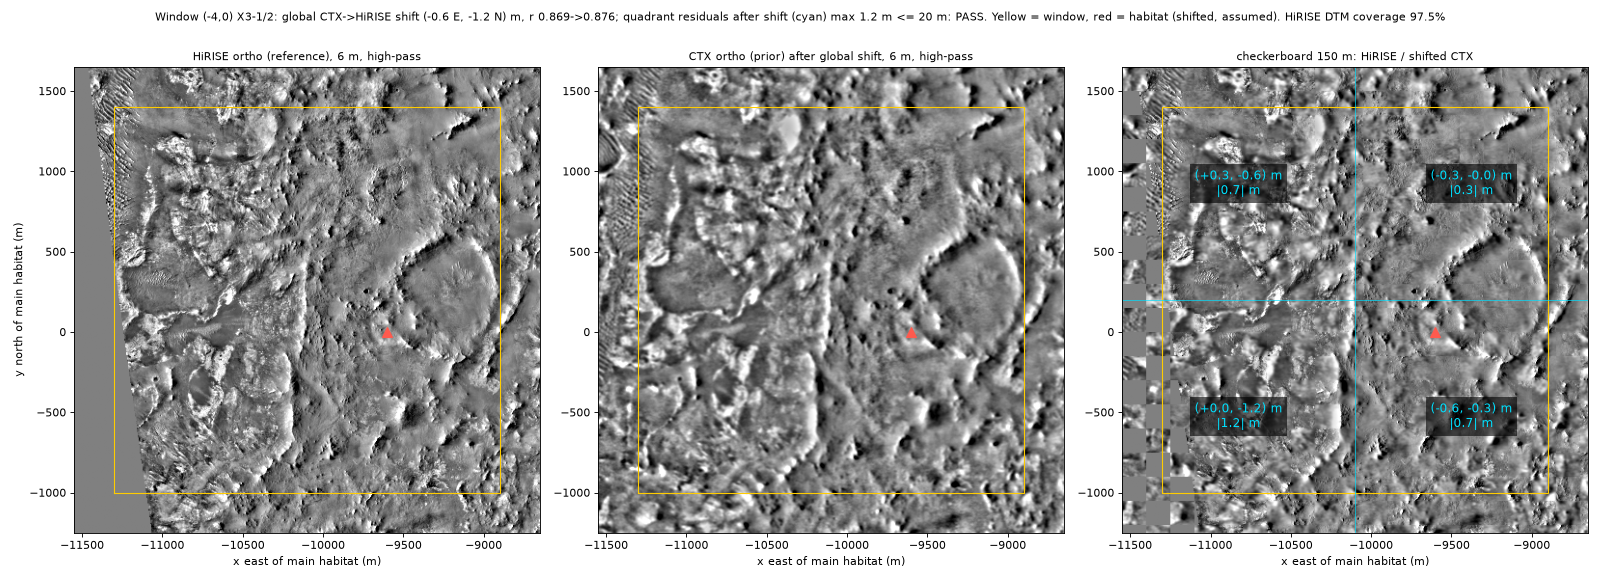 Window (-4,0) X3-1/2: global CTX->HiRISE shift (-0.6 E, -1.2 N) m, r 0.869->0.876; quadrant residuals after shift (cyan) max 1.2 m <= 20 m: PASS. Yellow = window, red = habitat (shifted, assumed). HiRISE DTM coverage 97.5%
HiRISE ortho (reference), 6 m, high-pass
1500
1000
500
0
−500
−1000
−11500 −11000 −10500 −10000 −9500 −9000
x east of main habitat (m)
y north of main habitat (m)
CTX ortho (prior) after global shift, 6 m, high-pass
1500
1000
500
0
−500
−1000
−11500 −11000 −10500 −10000 −9500 −9000
x east of main habitat (m)
checkerboard 150 m: HiRISE / shifted CTX
1500
1000
500
0
−500
−1000
(+0.3, -0.6) m
|0.7| m
(-0.3, -0.0) m
|0.3| m
(+0.0, -1.2) m
|1.2| m
(-0.6, -0.3) m
|0.7| m
−11500 −11000 −10500 −10000 −9500 −9000
x east of main habitat (m)